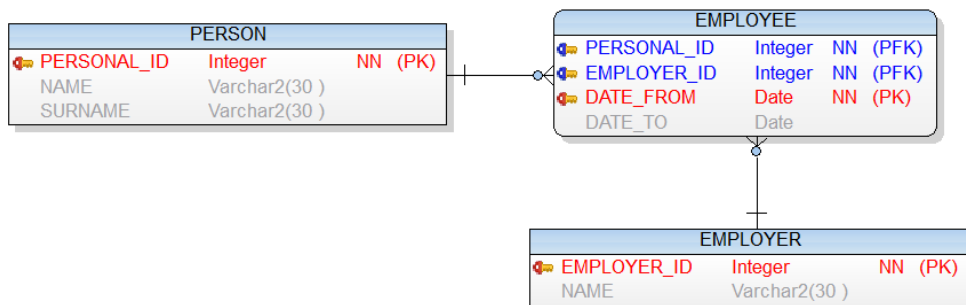 PERSON
PERSONAL_ID Integer NN (PK)
NAME Varchar2(30 )
SURNAME Varchar2(30 )
EMPLOYEE
PERSONAL_ID Integer NN (PFK)
EMPLOYER_ID Integer NN (PFK)
DATE_FROM Date NN (PK)
DATE_TO Date
EMPLOYER
EMPLOYER_ID Integer NN (PK)
NAME Varchar2(30 )